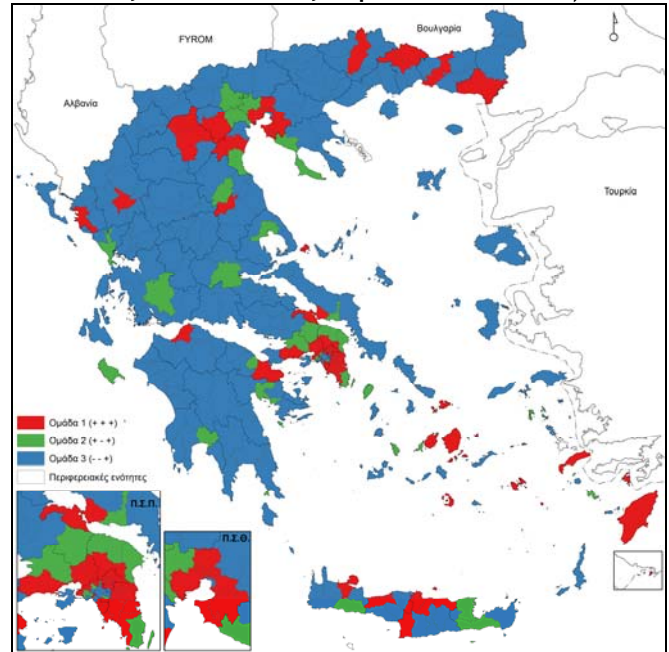 FYROM
Βουλγαρία
Αλβανία
Τουρκία
Ομάδα 1 (+ + +)
Ομάδα 2 (+ - +)
Ομάδα 3 (- - +)
Περιφερειακές ενότητες
Π.Σ.Π.
Π.Σ.Θ.